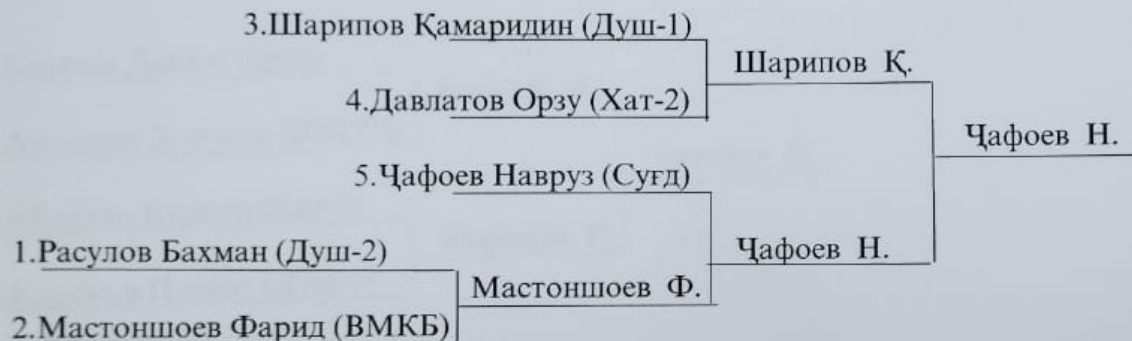 3.Шарипов Қамаридин (Душ-1)
Шарипов Қ.
4.Давлатов Орзу (Хат-2)
Ҷафоев Н.
5.Ҷафоев Навруз (Суғд)
1.Расулов Бахман (Душ-2)
Ҷафоев Н.
Мастоншоев Ф.
2.Мастоншоев Фарид (ВМКБ)